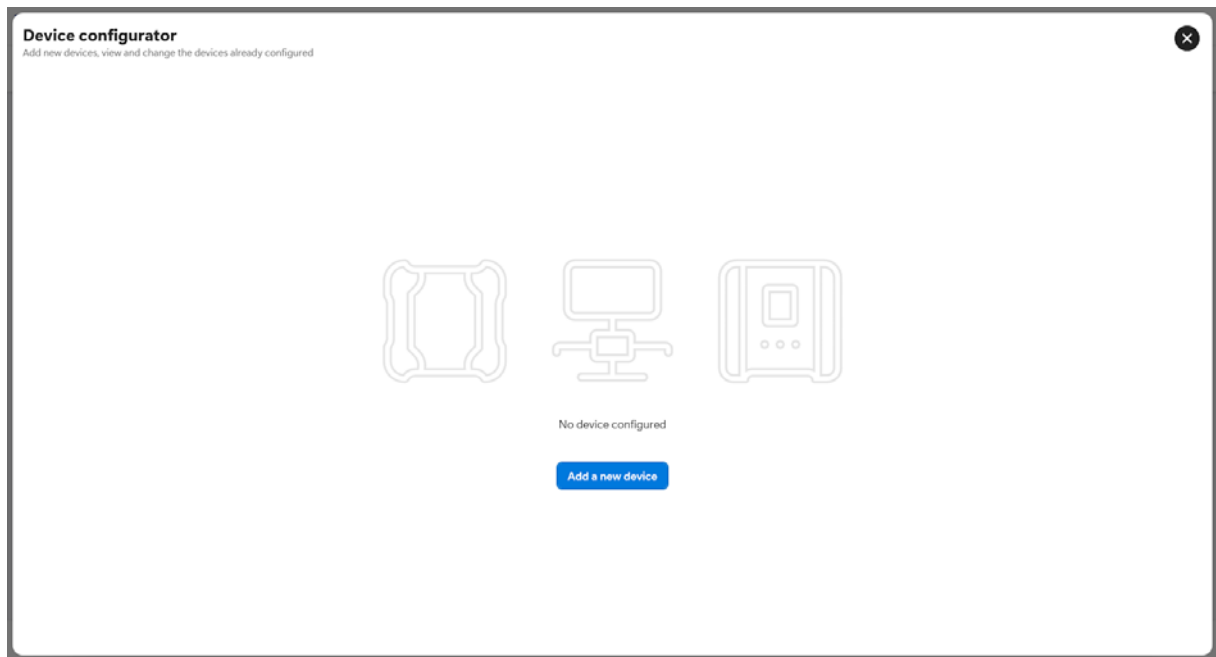 Device configurator
Add new devices, view and change the devices already configured
No device configured
Add a new device